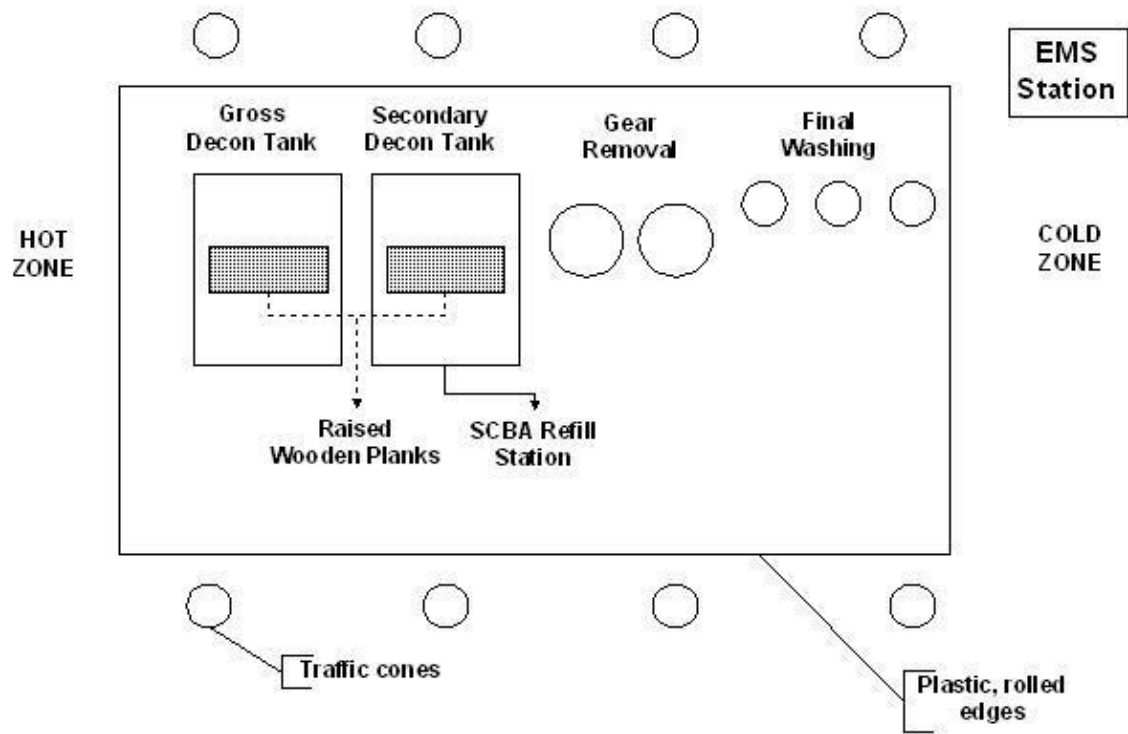 EMS
Station
Gross
Decon Tank
Secondary
Decon Tank
Gear
Removal
Final
Washing
HOT
ZONE
COLD
ZONE
Raised
Wooden Planks
SCBA Refill
Station
Traffic cones
Plastic, rolled
edges